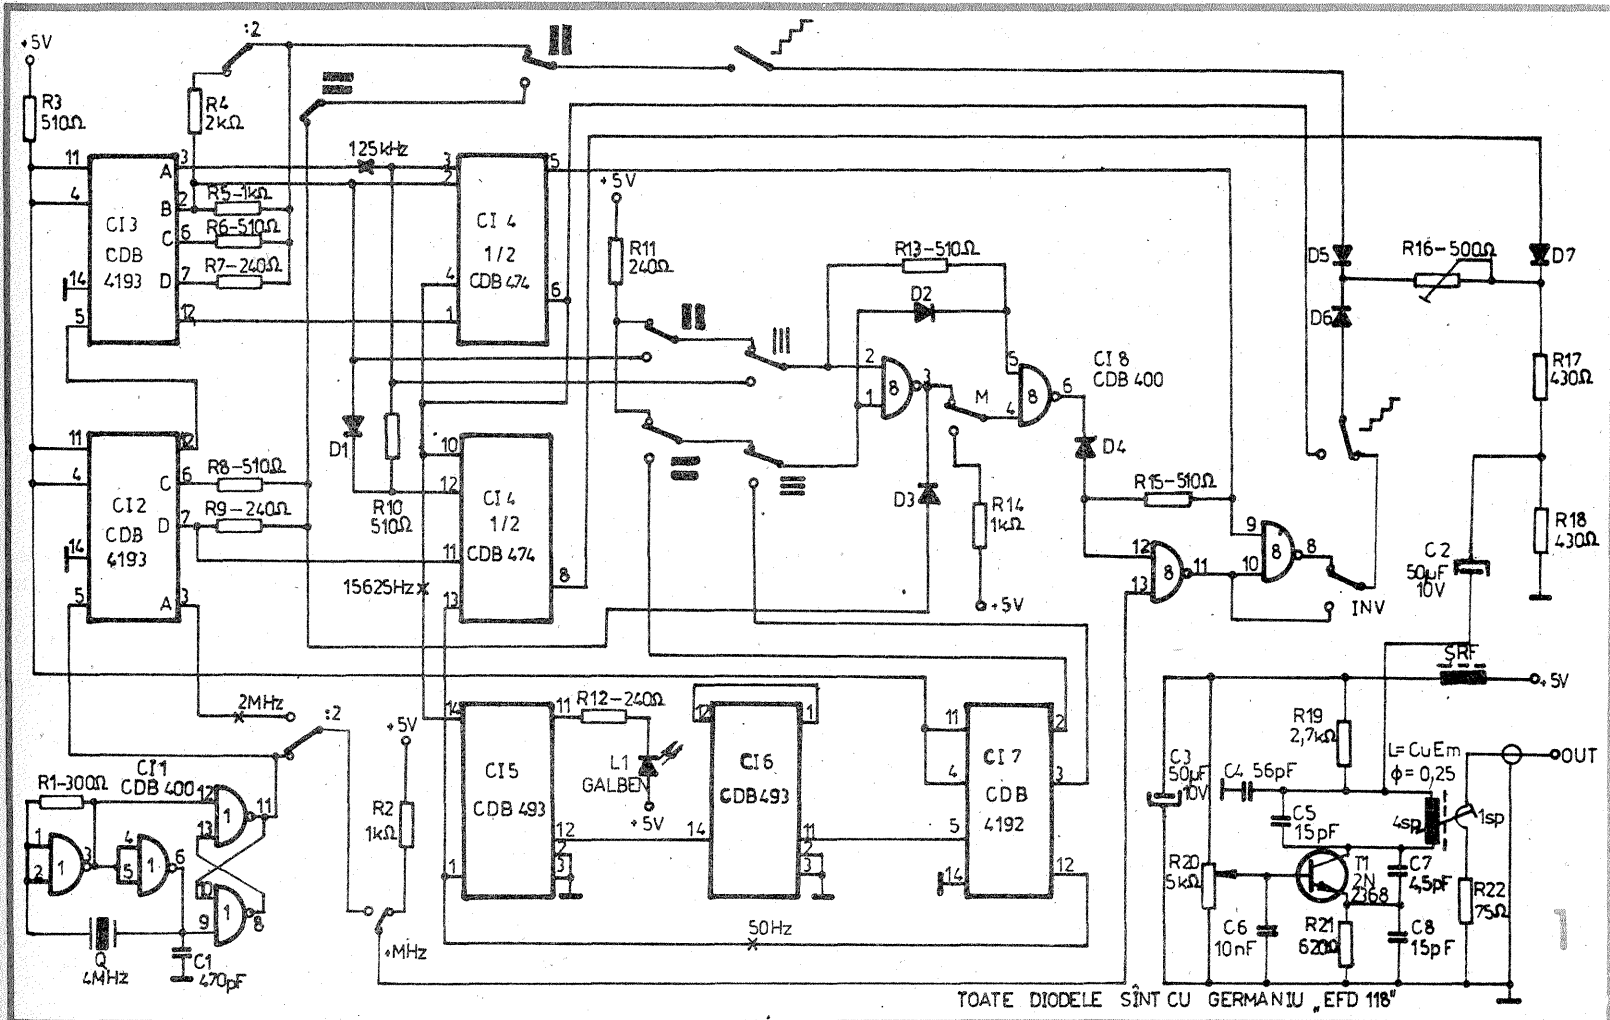 :2
+5V
R3
510Ω
R4
2kΩ
11
4
14
5
CI3
CDB
4193
A
B
C
D
3
2
6
7
12
R5-1kΩ
R6-510Ω
R7-240Ω
125kHz
3
2
4
1
5
6
CI 4
1/2
CDB 474
+5V
R11
240Ω
R13-510Ω
D2
D5
D6
R16-500Ω
D7
R17
430Ω
R18
430Ω
C2
50µF
10V
11
4
14
5
CI2
CDB
4193
C
D
A
12
6
7
3
R8-510Ω
R9-240Ω
D1
R10
510Ω
10
12
11
13
8
CI4
1/2
CDB 474
15625Hz
2
1
8
3
M
5
4
8
6
CI 8
CDB 400
D4
D3
R14
1kΩ
+5V
R15-510Ω
12
13
8
11
9
10
8
8
INV
2MHz
:2
R1-300Ω
CI1
CDB 400
1
2
1
3
4
5
1
6
12
13
1
11
10
9
1
8
Q
4MHz
C1
470pF
+5V
R2
1kΩ
4MHz
14
1
CI5
CDB 493
11
12
2
3
R12-240Ω
L1
GALBEN
+5V
12
14
CI6
CDB493
1
11
2
3
11
4
5
14
CI 7
CDB
4192
2
3
12
50Hz
ŞRF
+5V
R19
2,7kΩ
C3
50µF
10V
C4 56pF
C5
15pF
L=CuEm
ϕ=0,25
4sp
1sp
OUT
R20
5kΩ
T1
2N
2368
C7
4,5pF
R22
75Ω
C6
10nF
R21
620Ω
C8
15pF
TOATE DIODELE SÎNT CU GERMANIU „EFD 118"
1